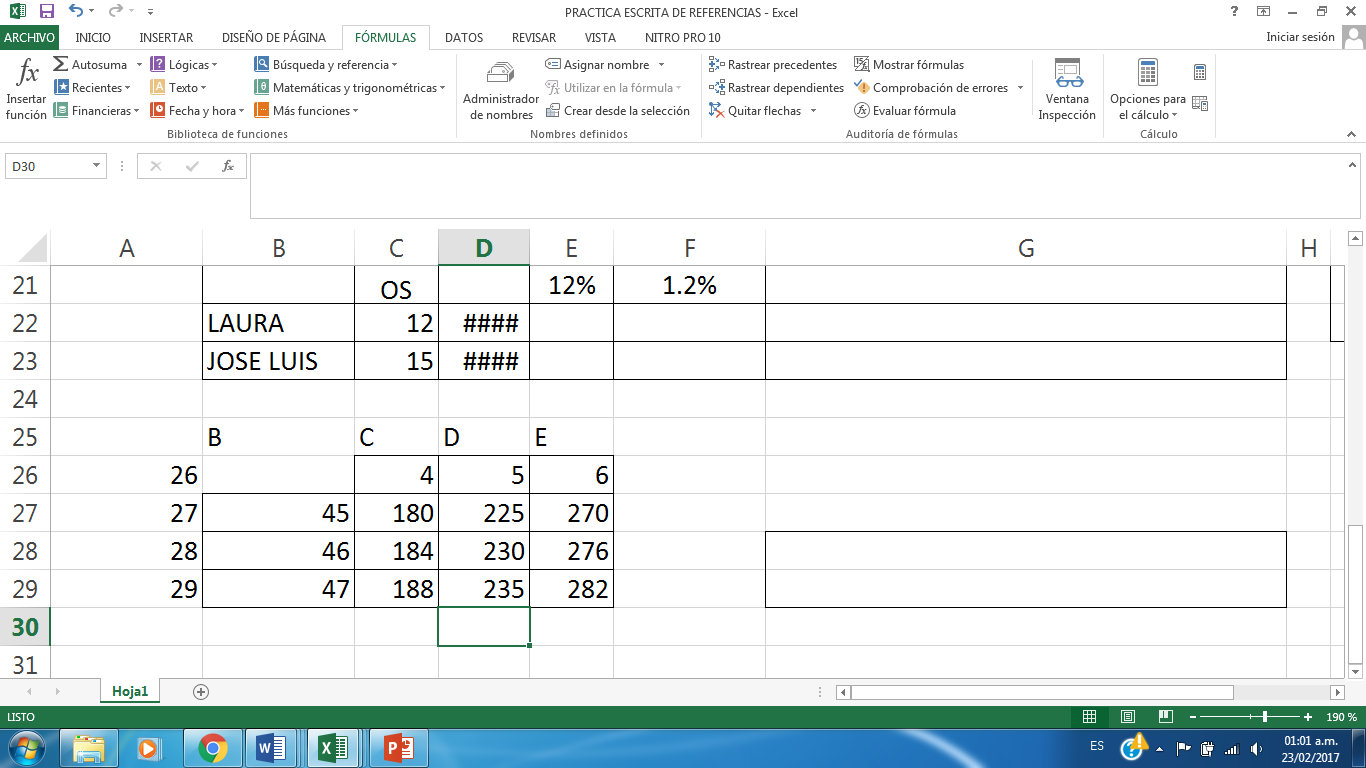 PRACTICA ESCRITA DE REFERENCIAS - Excel
ARCHIVO INICIO INSERTAR DISEÑO DE PÁGINA FÓRMULAS DATOS REVISAR VISTA NITRO PRO 10 Iniciar sesión
fx Insertar función
Autosuma
Recientes
Financieras
Lógicas
Texto
Fecha y hora
Búsqueda y referencia
Matemáticas y trigonométricas
Más funciones
Biblioteca de funciones
Administrador de nombres
Asignar nombre
Utilizar en la fórmula
Crear desde la selección
Nombres definidos
Rastrear precedentes
Rastrear dependientes
Quitar flechas
Mostrar fórmulas
Comprobación de errores
Evaluar fórmula
Auditoría de fórmulas
Ventana Inspección
Opciones para el cálculo
Cálculo
D30 fx
A B C D E F G H
21 OS 12% 1.2%
22 LAURA 12 ####
23 JOSE LUIS 15 ####
24
25 B C D E
26 26 4 5 6
27 27 45 180 225 270
28 28 46 184 230 276
29 29 47 188 235 282
30
31
Hoja1
LISTO 190 %
ES 01:01 a.m.
23/02/2017